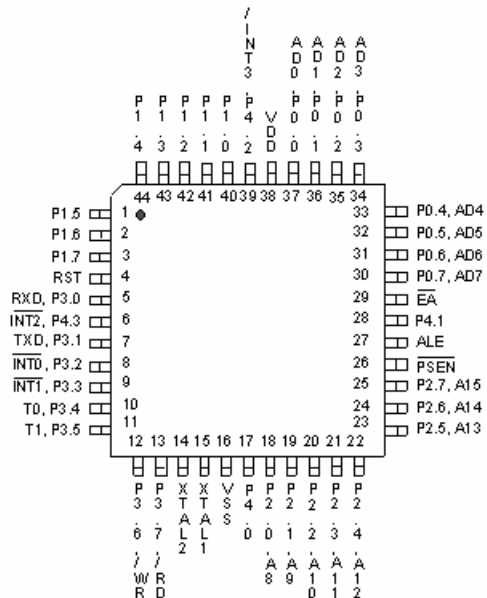 /INT3, P4.2
AD0, P0.0
AD1, P0.1
AD2, P0.2
AD3, P0.3
P1.4
P1.3
P1.2
P1.1
P1.0
VDD
44 43 42 41 40 39 38 37 36 35 34
P1.5 1
P1.6 2
P1.7 3
RST 4
RXD, P3.0 5
INT2, P4.3 6
TXD, P3.1 7
INT0, P3.2 8
INT1, P3.3 9
T0, P3.4 10
T1, P3.5 11
33 P0.4, AD4
32 P0.5, AD5
31 P0.6, AD6
30 P0.7, AD7
29 EA
28 P4.1
27 ALE
26 PSEN
25 P2.7, A15
24 P2.6, A14
23 P2.5, A13
12 13 14 15 16 17 18 19 20 21 22
P3.6, /WR
P3.7, /RD
XTAL2
XTAL1
VSS
P4.0
P2.0, A8
P2.1, A9
P2.2, A10
P2.3, A11
P2.4, A12